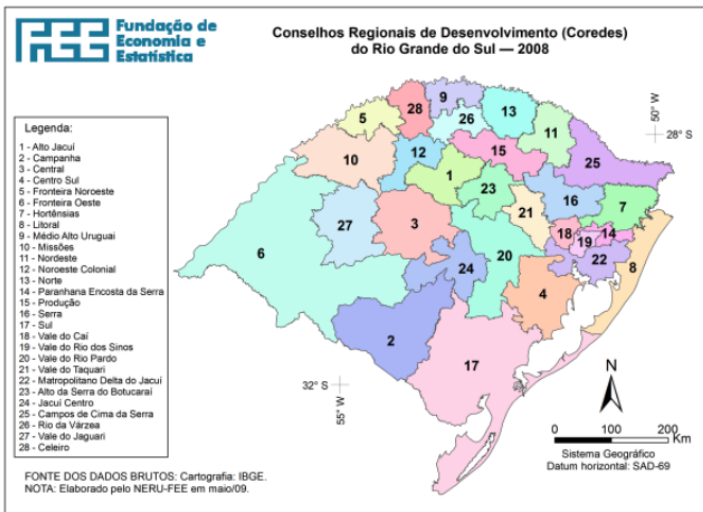 FEE
Fundação de
Economia e
Estatística
Conselhos Regionais de Desenvolvimento (Coredes)
do Rio Grande do Sul — 2008
Legenda:
1 - Alto Jacuí
2 - Campanha
3 - Central
4 - Centro Sul
5 - Fronteira Noroeste
6 - Fronteira Oeste
7 - Hortênsias
8 - Litoral
9 - Médio Alto Uruguai
10 - Missões
11 - Nordeste
12 - Noroeste Colonial
13 - Norte
14 - Paranhana Encosta da Serra
15 - Produção
16 - Serra
17 - Sul
18 - Vale do Caí
19 - Vale do Rio dos Sinos
20 - Vale do Rio Pardo
21 - Vale do Taquari
22 - Matropolitano Delta do Jacuí
23 - Alto da Serra do Botucaraí
24 - Jacuí Centro
25 - Campos de Cima da Serra
26 - Rio da Várzea
27 - Vale do Jaguari
28 - Celeiro
9
28
26
13
5
11
50° W
28° S
10
12
15
25
1
23
16
7
21
27
3
18
14
19
6
20
22
8
24
4
2
17
32° S
55° W
N
0 100 200
Km
Sistema Geográfico
Datum horizontal: SAD-69
FONTE DOS DADOS BRUTOS: Cartografia: IBGE.
NOTA: Elaborado pelo NERU-FEE em maio/09.